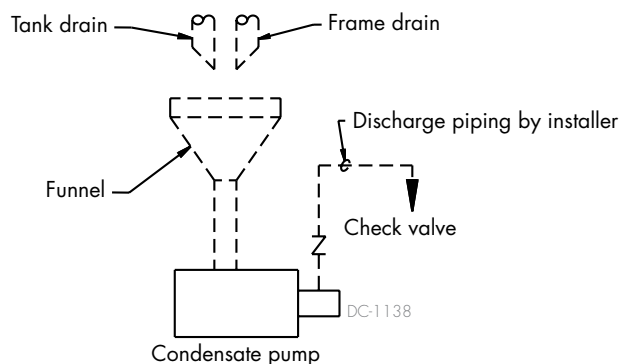 Tank drain
Frame drain
Discharge piping by installer
Funnel
Check valve
DC-1138
Condensate pump